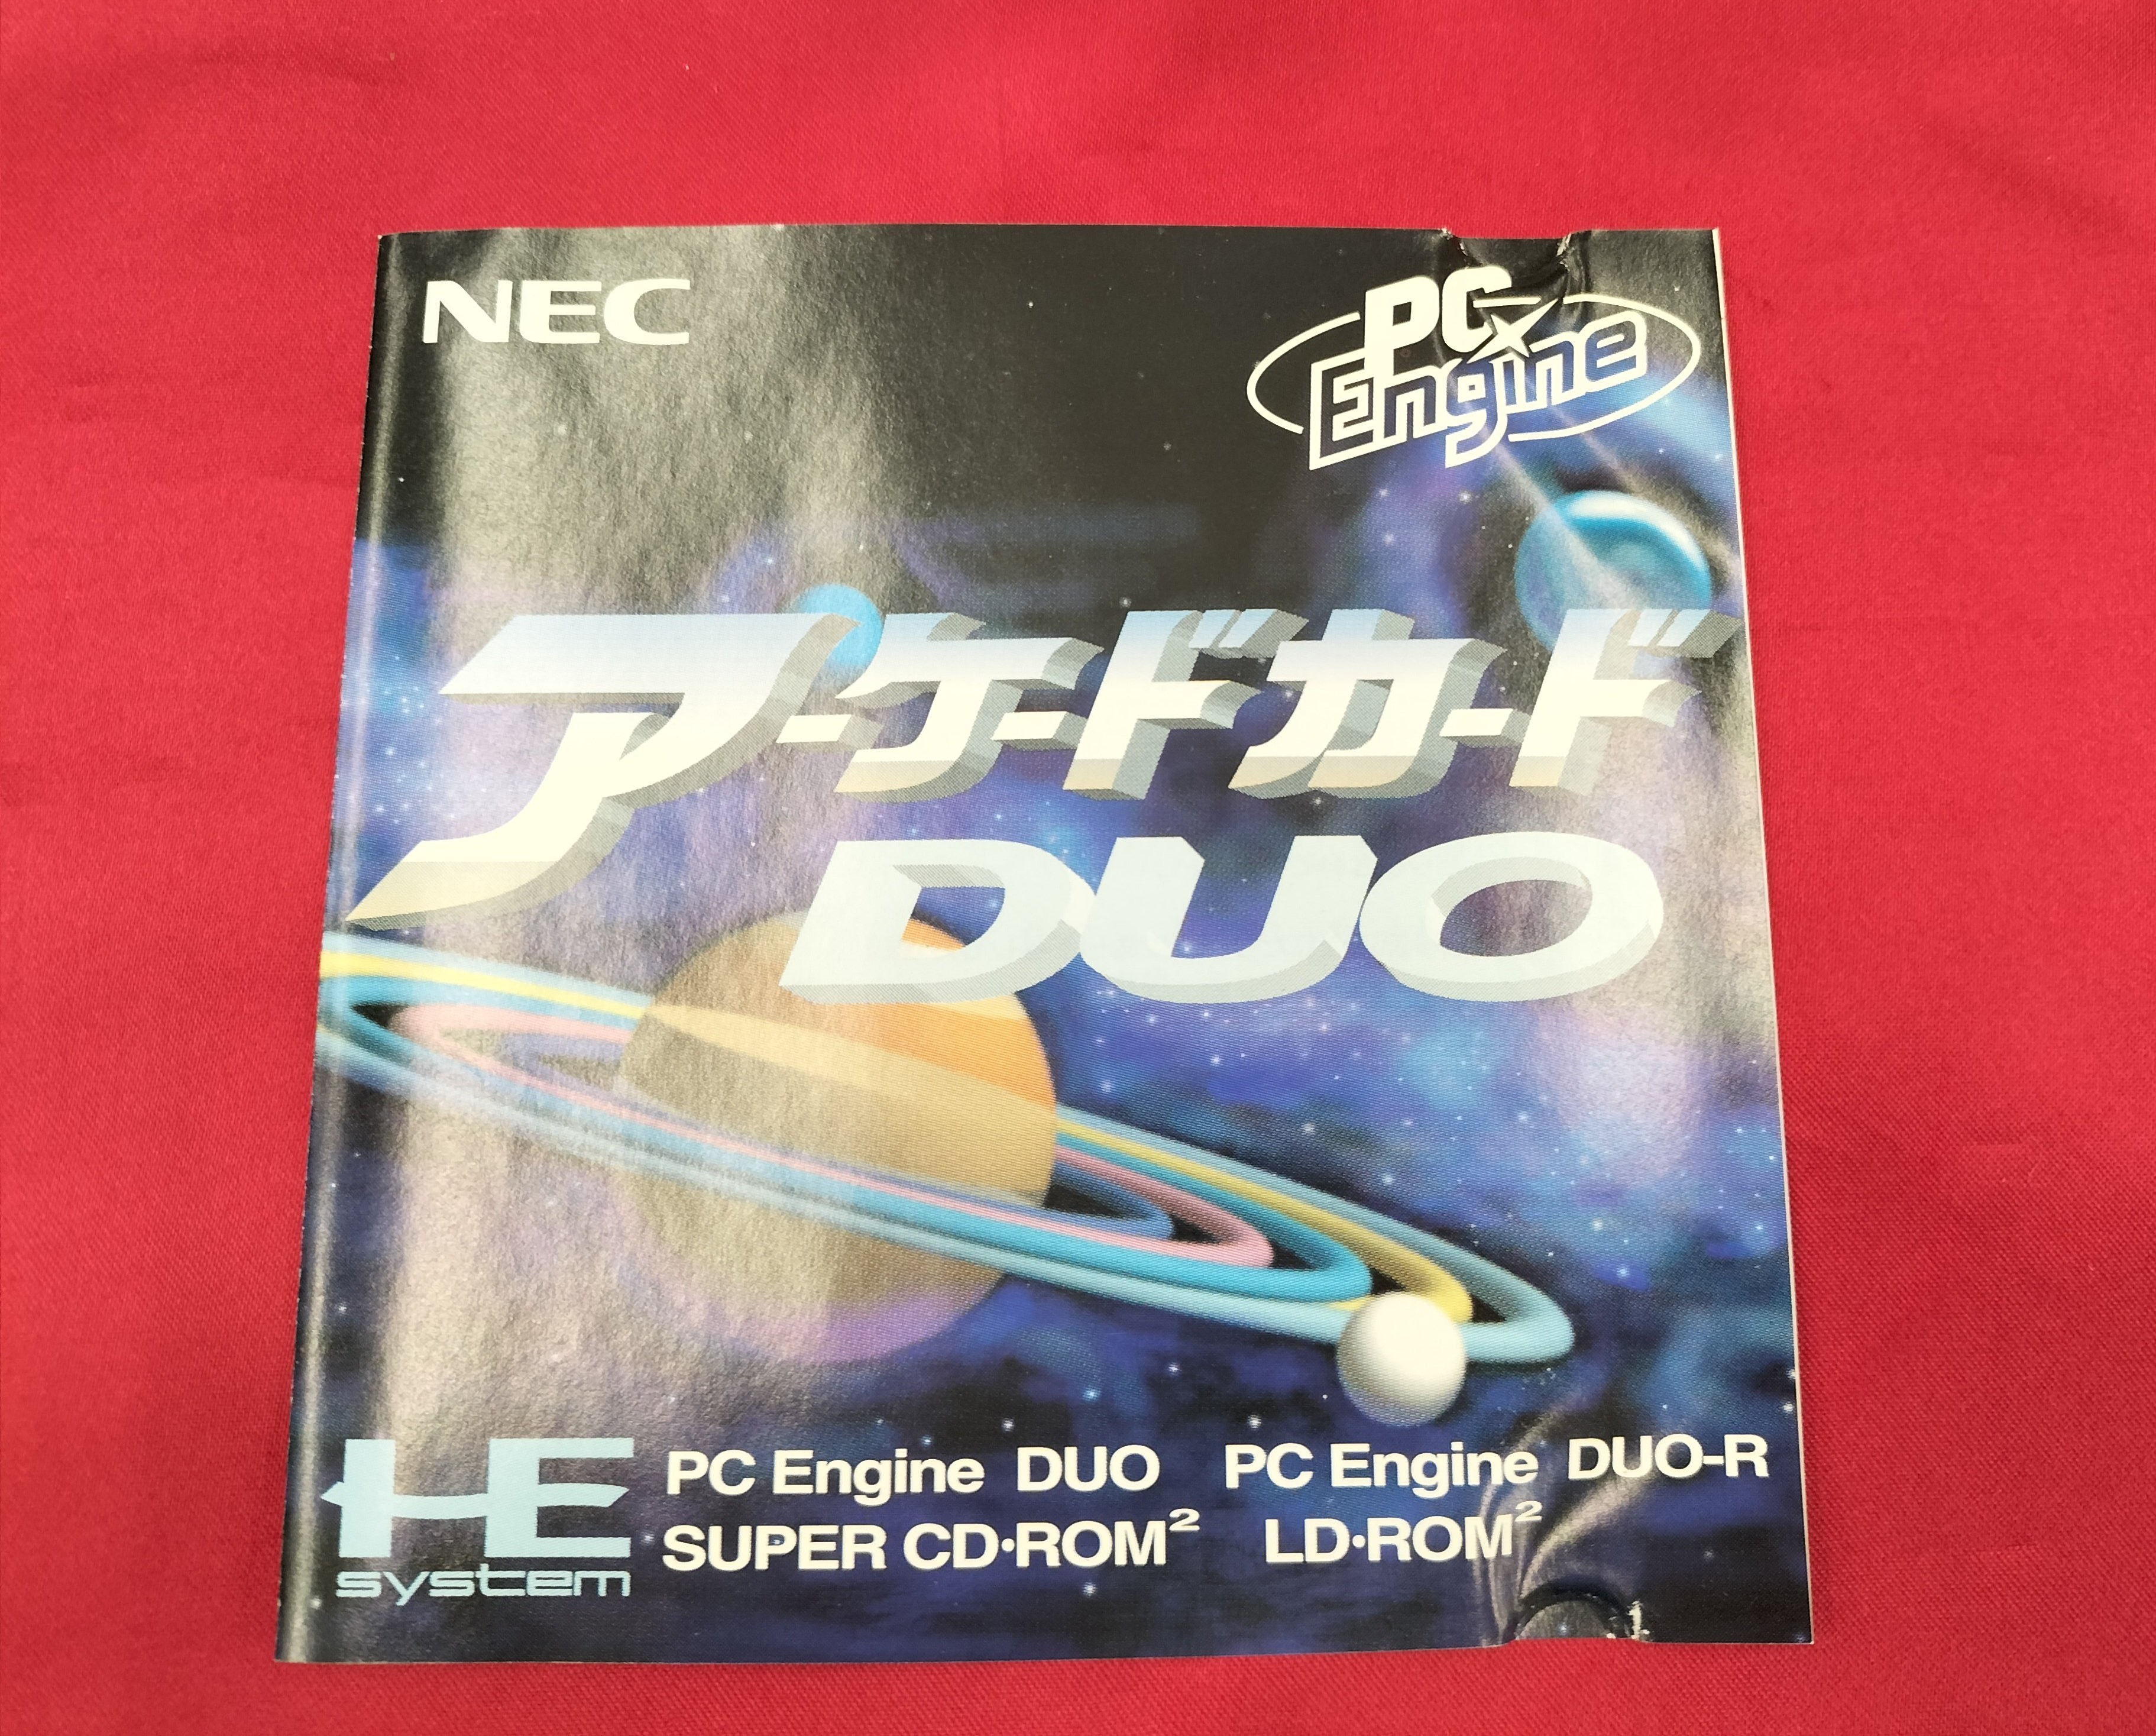 NEC
PC Engine
アーケードカード
DUO
HE system
PC Engine DUO PC Engine DUO-R
SUPER CD•ROM² LD•ROM²